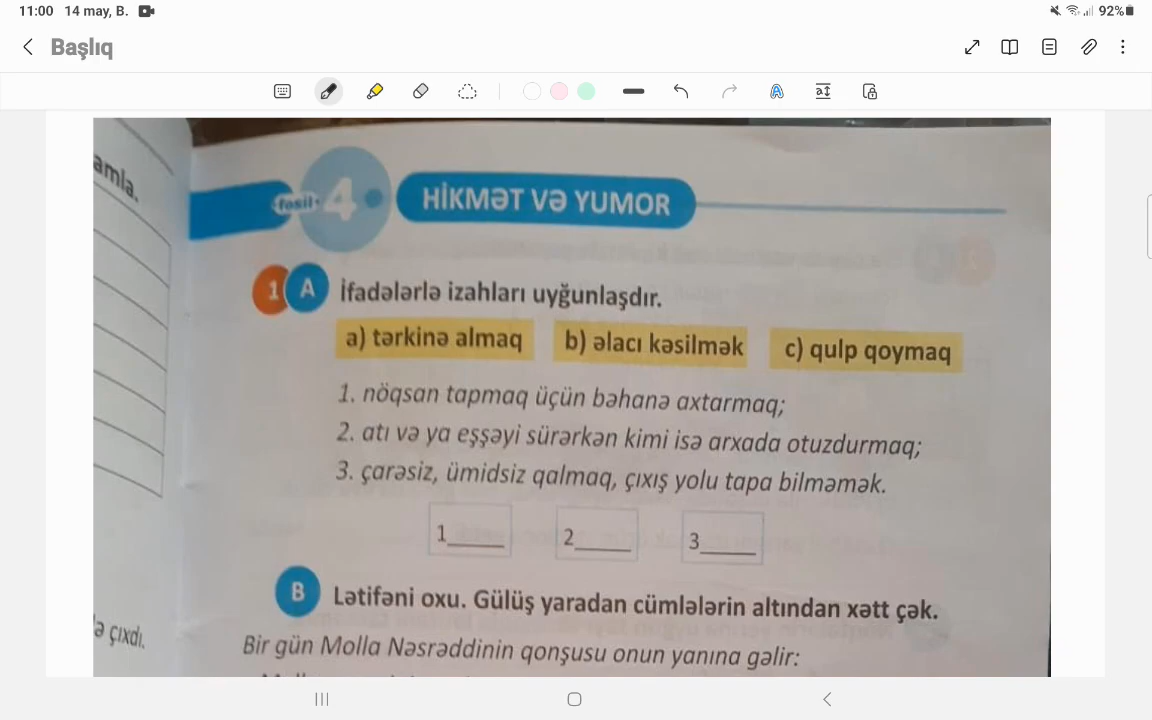 11:00 14 may, B. 92%
Başlıq
amla.
fəsil 4 HİKMƏT VƏ YUMOR
1 A İfadələrlə izahları uyğunlaşdır.
a) tərkinə almaq b) əlacı kəsilmək c) qulp qoymaq
1. nöqsan tapmaq üçün bəhanə axtarmaq;
2. atı və ya eşşəyi sürərkən kimi isə arxada otuzdurmaq;
3. çarəsiz, ümidsiz qalmaq, çıxış yolu tapa bilməmək.
1____ 2____ 3____
B Lətifəni oxu. Gülüş yaradan cümlələrin altından xətt çək.
ə çıxdı.
Bir gün Molla Nəsrəddinin qonşusu onun yanına gəlir: